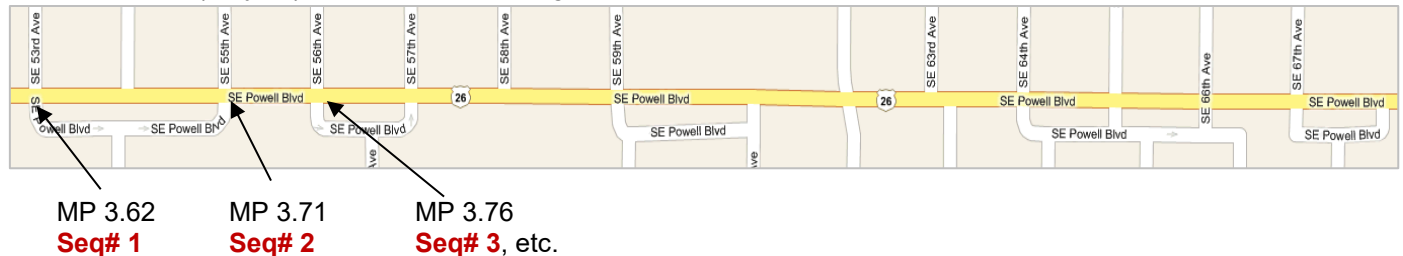 SE 53rd Ave
SE 55th Ave
SE 56th Ave
SE 57th Ave
SE 58th Ave
SE 59th Ave
SE 63rd Ave
SE 64th Ave
SE 66th Ave
SE 67th Ave
SE Powell Blvd
26
SE Powell Blvd
26
SE Powell Blvd
SE Powell Blvd
SE Powell Blvd
SE Powell Blvd
SE Powell Blvd
SE Powell Blvd
SE Powell Blvd
SE Powell Blvd
Ave
Ave
MP 3.62
MP 3.71
MP 3.76
Seq# 1
Seq# 2
Seq# 3, etc.